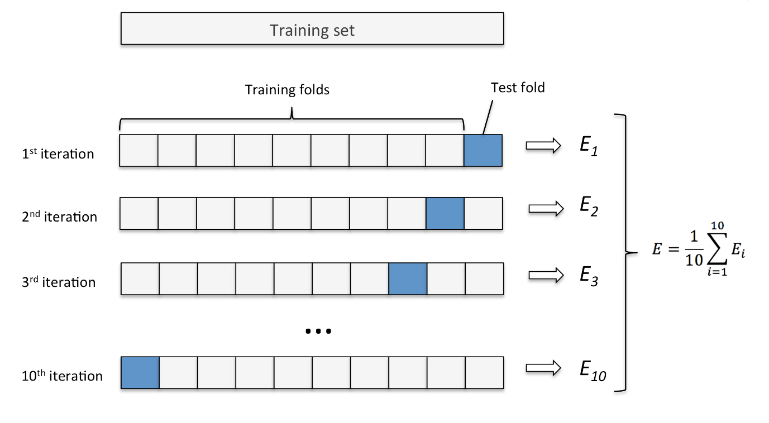 Training set
Training folds
Test fold
1st iteration
E1
2nd iteration
E2
E = 1/10 10∑i=1 Ei
3rd iteration
E3
...
10th iteration
E10